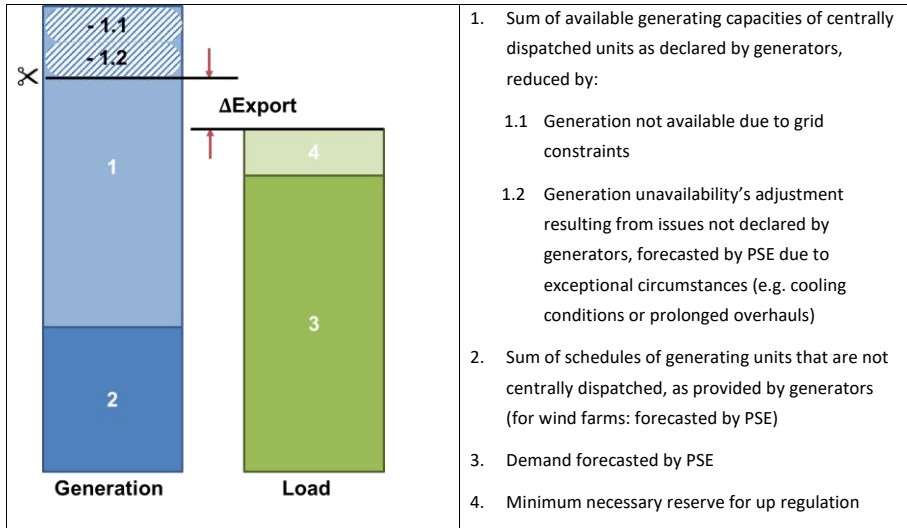 - 1.1
- 1.2
ΔExport
1
4
3
2
Generation
Load
1. Sum of available generating capacities of centrally
dispatched units as declared by generators,
reduced by:
1.1 Generation not available due to grid
constraints
1.2 Generation unavailability’s adjustment
resulting from issues not declared by
generators, forecasted by PSE due to
exceptional circumstances (e.g. cooling
conditions or prolonged overhauls)
2. Sum of schedules of generating units that are not
centrally dispatched, as provided by generators
(for wind farms: forecasted by PSE)
3. Demand forecasted by PSE
4. Minimum necessary reserve for up regulation